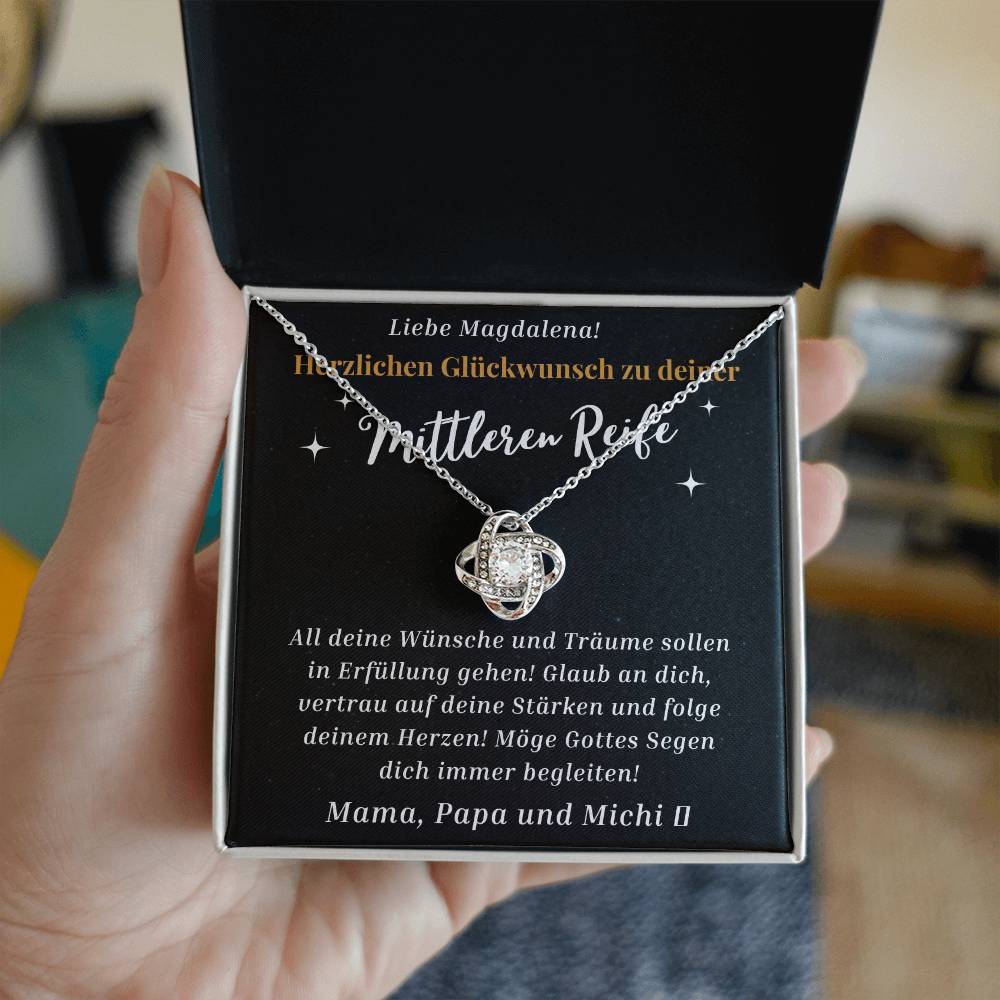 Liebe Magdalena!
Herzlichen Glückwunsch zu deiner
Mittleren Reife
All deine Wünsche und Träume sollen
in Erfüllung gehen! Glaub an dich,
vertrau auf deine Stärken und folge
deinem Herzen! Möge Gottes Segen
dich immer begleiten!
Mama, Papa und Michi ▯